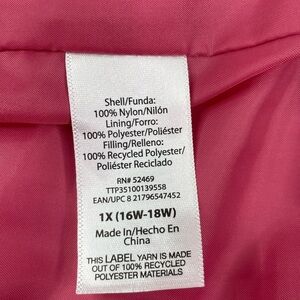 Shell/Funda:
100% Nylon/Nilón
Lining/Forro:
100% Polyester/Poliéster
Filling/Relleno:
100% Recycled Polyester/
Poliéster Reciclado
RN# 52469
TTP35100139558
EAN/UPC 8 21796547452
1X (16W-18W)
Made In/Hecho En
China
THIS LABEL YARN IS MADE
OUT OF 100% RECYCLED
POLYESTER MATERIALS